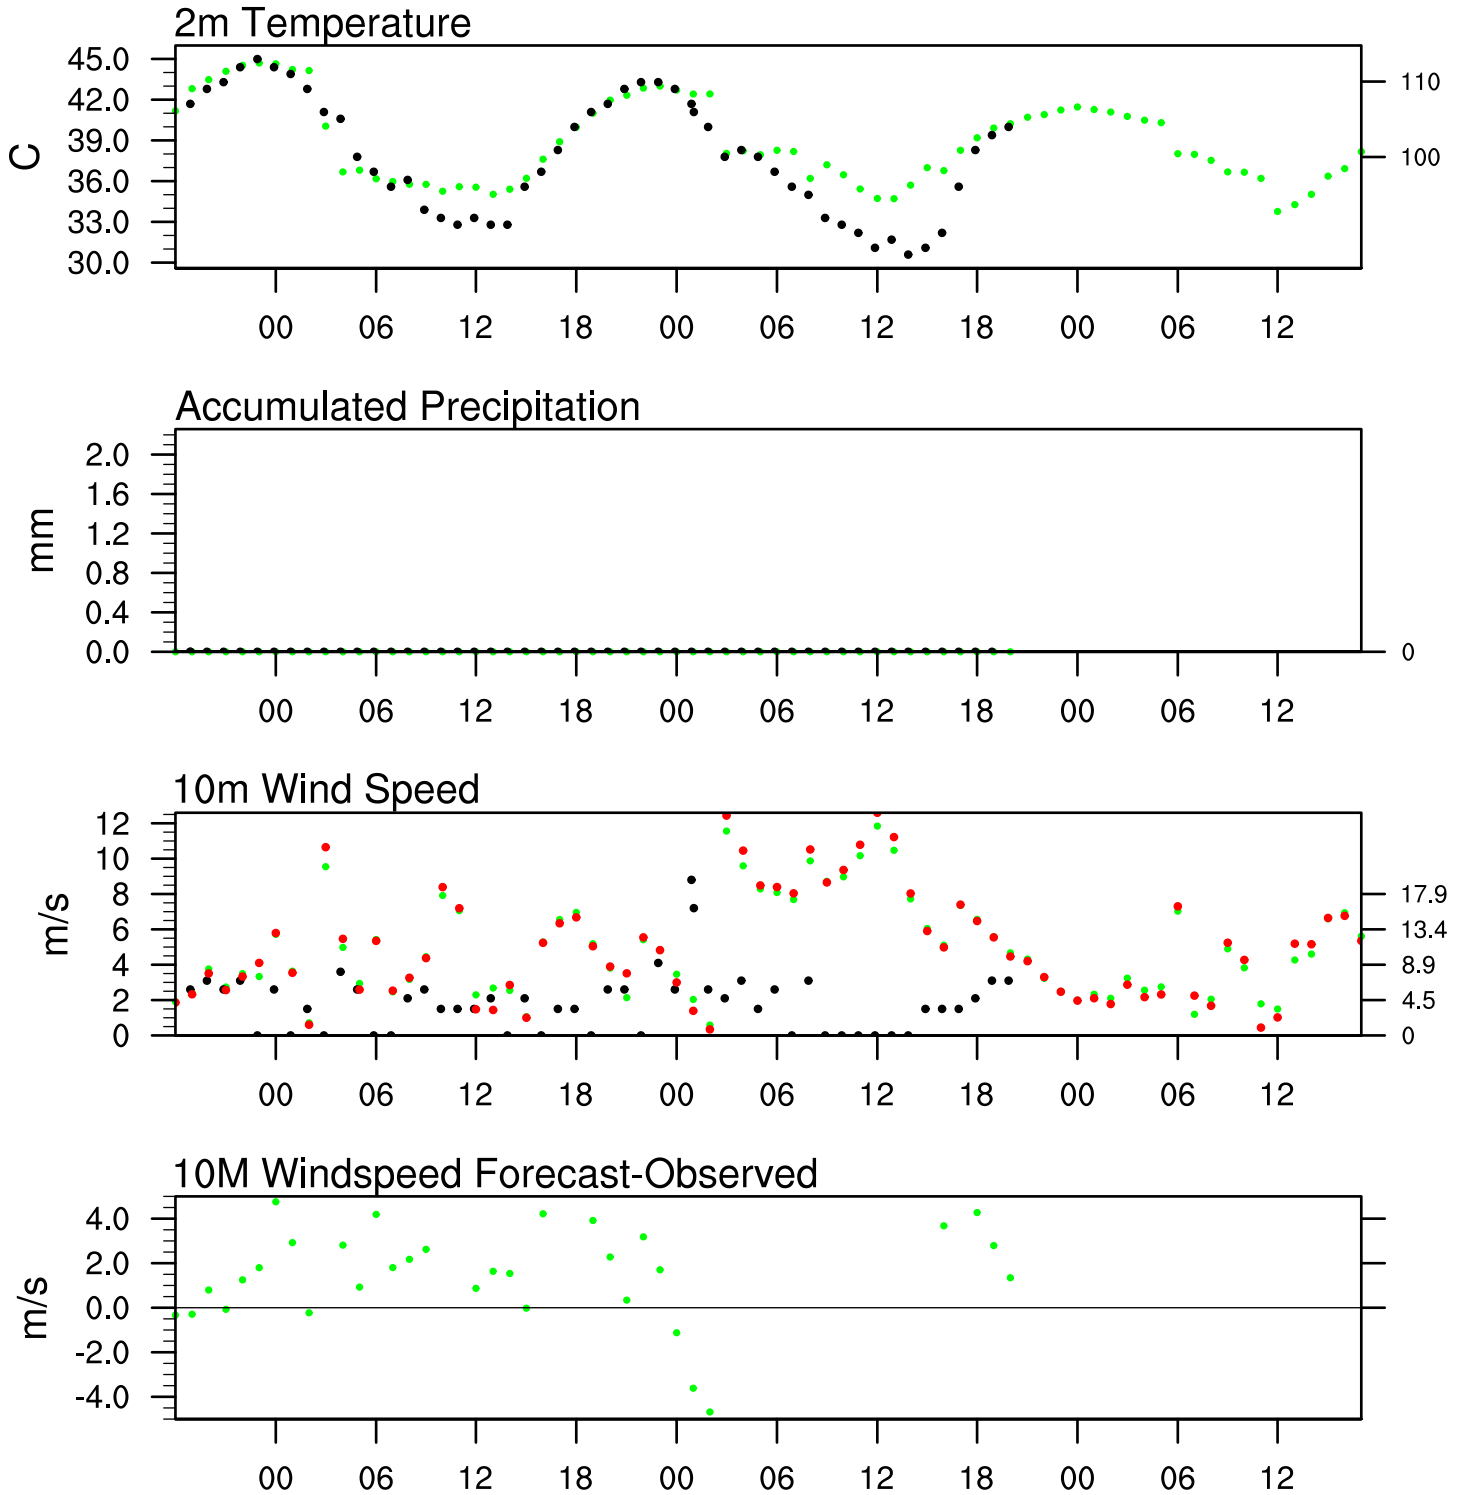 2m Temperature
45.0
42.0
39.0
36.0
33.0
30.0
C
110
100
00 06 12 18 00 06 12 18 00 06 12
Accumulated Precipitation
2.0
1.6
1.2
0.8
0.4
0.0
mm
0
00 06 12 18 00 06 12 18 00 06 12
10m Wind Speed
12
10
8
6
4
2
0
m/s
17.9
13.4
8.9
4.5
0
00 06 12 18 00 06 12 18 00 06 12
10M Windspeed Forecast-Observed
4.0
2.0
0.0
-2.0
-4.0
m/s
00 06 12 18 00 06 12 18 00 06 12